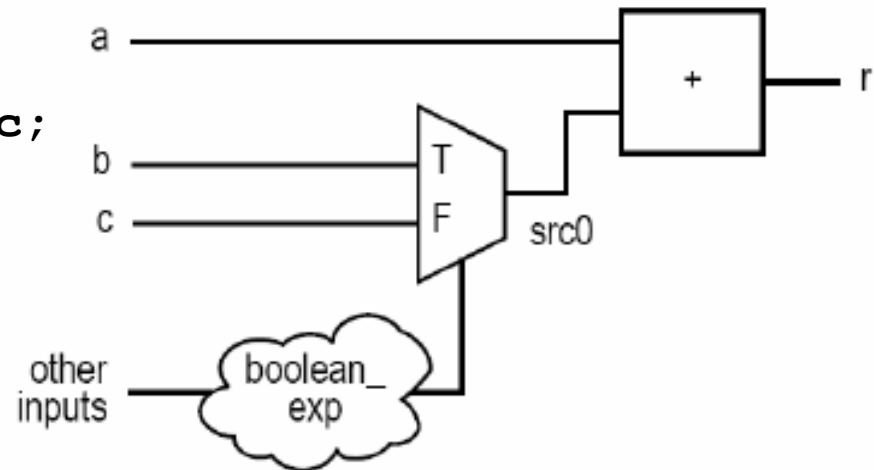 a
+
r
c;
b
T
c
F
src0
other
inputs
boolean_
exp